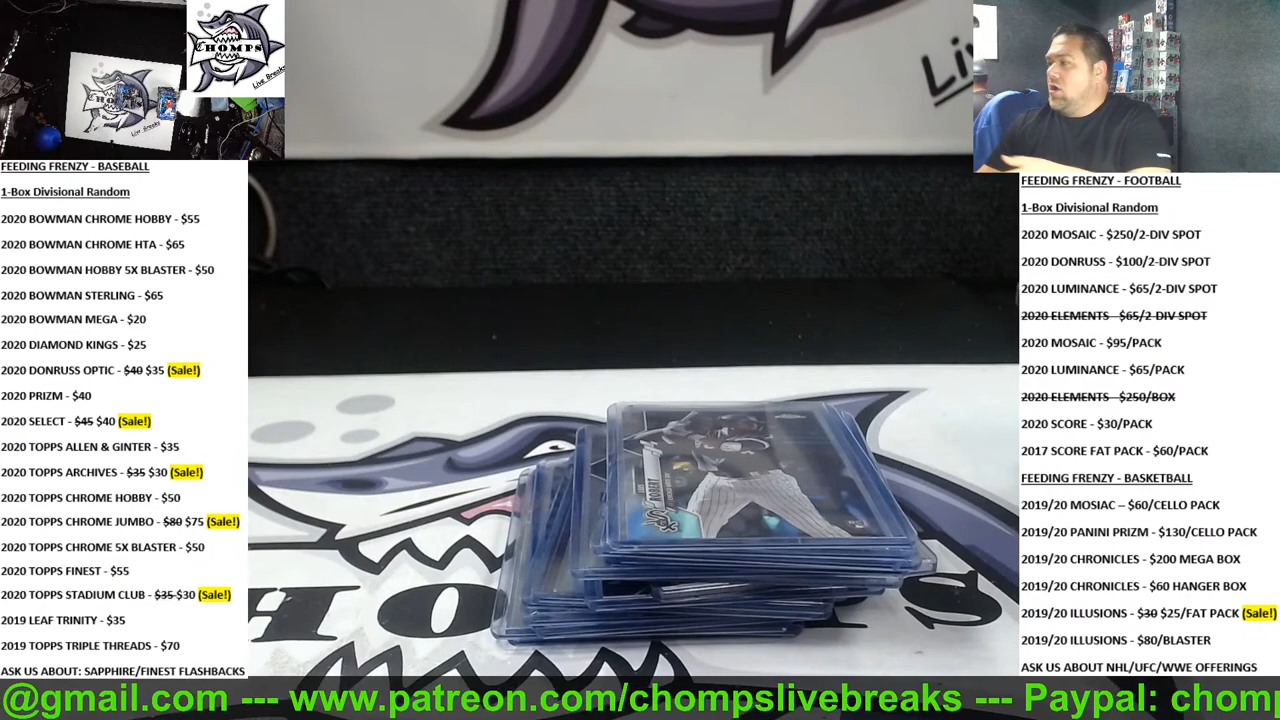 CHOMPS
Live Breaks
FEEDING FRENZY - BASEBALL
1-Box Divisional Random
2020 BOWMAN CHROME HOBBY - $55
2020 BOWMAN CHROME HTA - $65
2020 BOWMAN HOBBY 5X BLASTER - $50
2020 BOWMAN STERLING - $65
2020 BOWMAN MEGA - $20
2020 DIAMOND KINGS - $25
2020 DONRUSS OPTIC - $40 $35 (Sale!)
2020 PRIZM - $40
2020 SELECT - $45 $40 (Sale!)
2020 TOPPS ALLEN & GINTER - $35
2020 TOPPS ARCHIVES - $35 $30 (Sale!)
2020 TOPPS CHROME HOBBY - $50
2020 TOPPS CHROME JUMBO - $80 $75 (Sale!)
2020 TOPPS CHROME 5X BLASTER - $50
2020 TOPPS FINEST - $55
2020 TOPPS STADIUM CLUB - $35 $30 (Sale!)
2019 LEAF TRINITY - $35
2019 TOPPS TRIPLE THREADS - $70
ASK US ABOUT: SAPPHIRE/FINEST FLASHBACKS
Li
ROBERT
HO
S
FEEDING FRENZY - FOOTBALL
1-Box Divisional Random
2020 MOSAIC - $250/2-DIV SPOT
2020 DONRUSS - $100/2-DIV SPOT
2020 LUMINANCE - $65/2-DIV SPOT
2020 ELEMENTS - $65/2-DIV SPOT
2020 MOSAIC - $95/PACK
2020 LUMINANCE - $65/PACK
2020 ELEMENTS - $250/BOX
2020 SCORE - $30/PACK
2017 SCORE FAT PACK - $60/PACK
FEEDING FRENZY - BASKETBALL
2019/20 MOSIAC – $60/CELLO PACK
2019/20 PANINI PRIZM - $130/CELLO PACK
2019/20 CHRONICLES - $200 MEGA BOX
2019/20 CHRONICLES - $60 HANGER BOX
2019/20 ILLUSIONS - $30 $25/FAT PACK (Sale!)
2019/20 ILLUSIONS - $80/BLASTER
ASK US ABOUT NHL/UFC/WWE OFFERINGS
@gmail.com --- www.patreon.com/chompslivebreaks --- Paypal: chomp